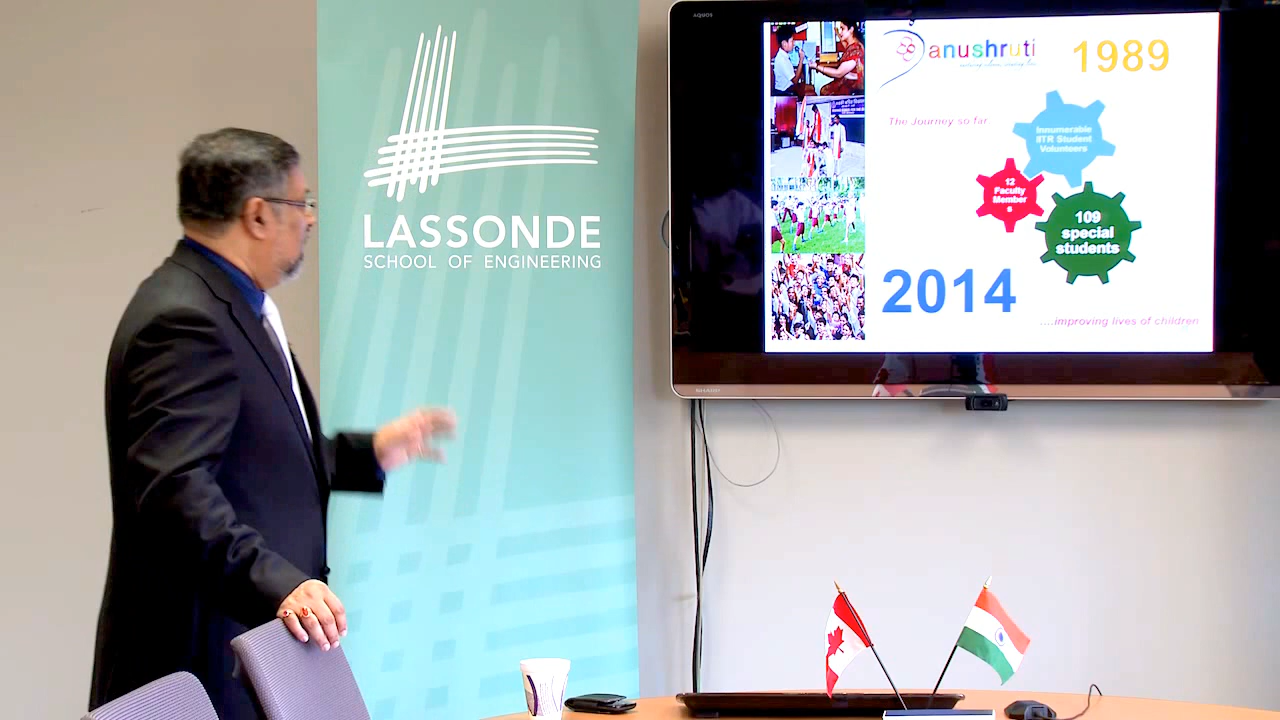 LASSONDE
SCHOOL OF ENGINEERING
AQUOS
anushruti
1989
The Journey so far.
Innumerable
IITR Student
Volunteers
12
Faculty
Member
s
109
special
students
2014
....improving lives of children
SHARP